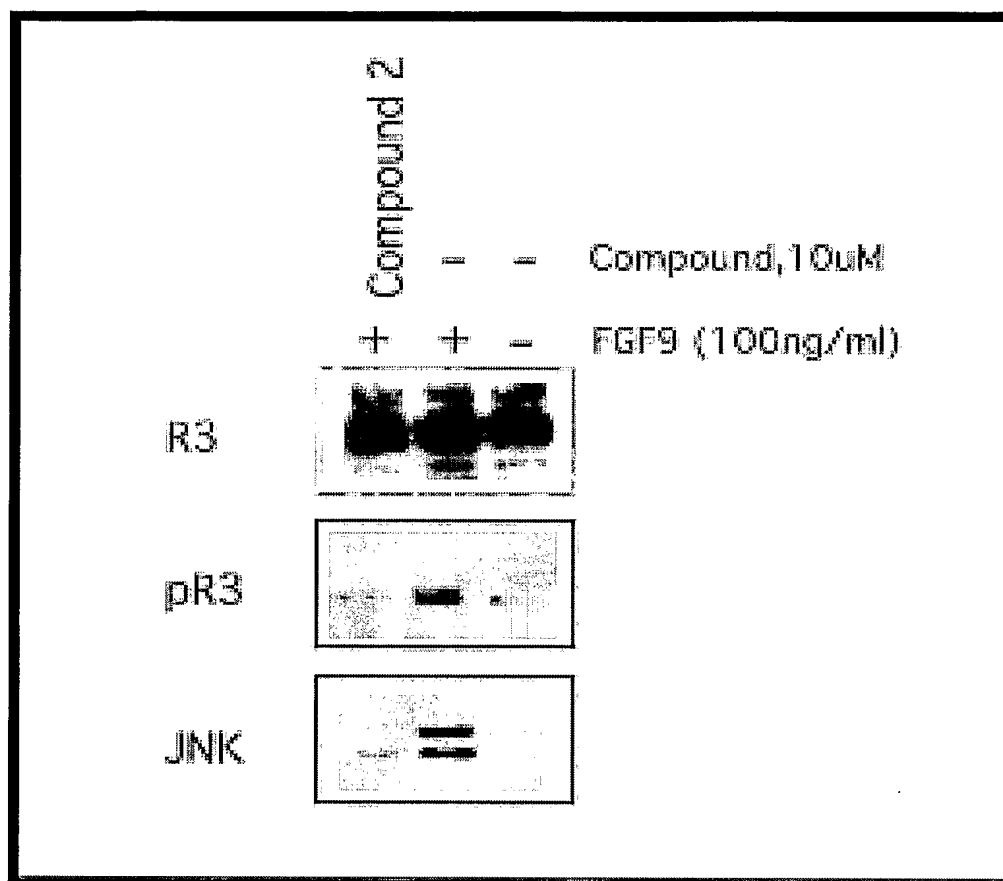 Compound 2
- - Compound,10uM
+ + - FGF9 (100ng/ml)
R3
pR3
JNK